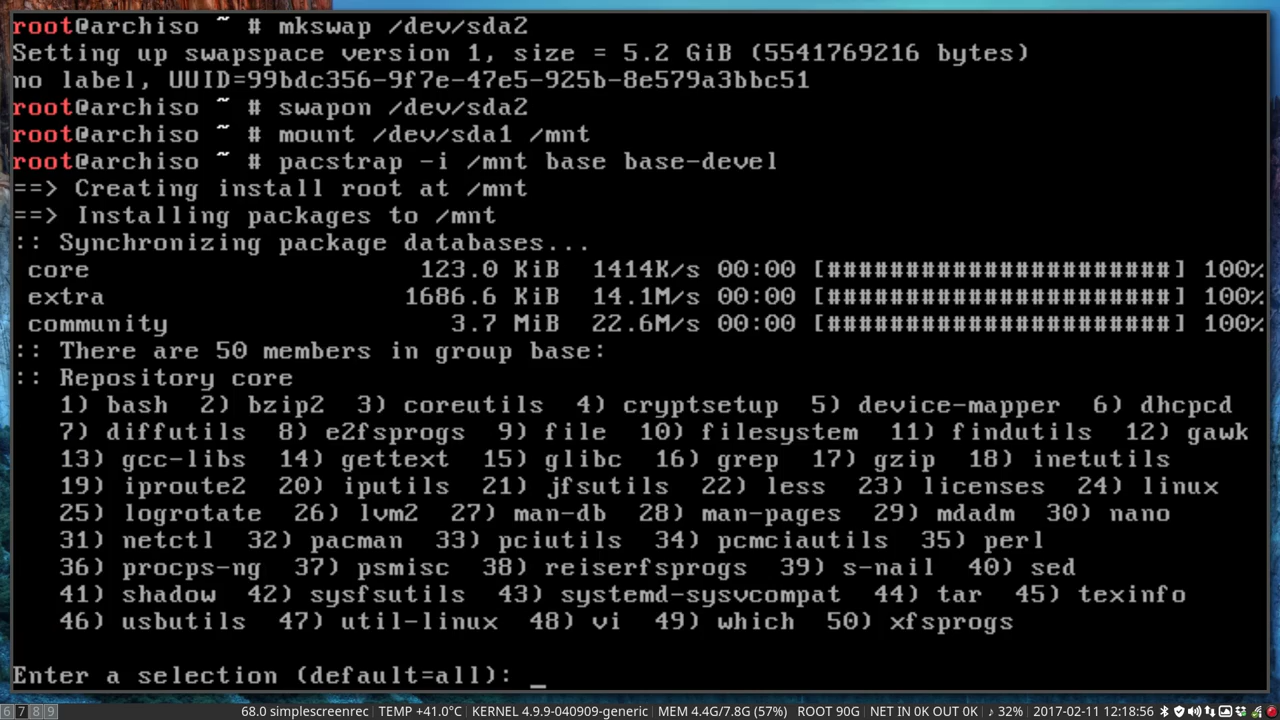 root@archiso ~ # mkswap /dev/sda2
Setting up swapspace version 1, size = 5.2 GiB (5541769216 bytes)
no label, UUID=99bdc356-9f7e-47e5-925b-8e579a3bbc51
root@archiso ~ # swapon /dev/sda2
root@archiso ~ # mount /dev/sda1 /mnt
root@archiso ~ # pacstrap -i /mnt base base-devel
==> Creating install root at /mnt
==> Installing packages to /mnt
:: Synchronizing package databases...
core 123.0 KiB 1414K/s 00:00 [######################] 100%
extra 1686.6 KiB 14.1M/s 00:00 [######################] 100%
community 3.7 MiB 22.6M/s 00:00 [######################] 100%
:: There are 50 members in group base:
:: Repository core
1) bash 2) bzip2 3) coreutils 4) cryptsetup 5) device-mapper 6) dhcpcd
7) diffutils 8) e2fsprogs 9) file 10) filesystem 11) findutils 12) gawk
13) gcc-libs 14) gettext 15) glibc 16) grep 17) gzip 18) inetutils
19) iproute2 20) iputils 21) jfsutils 22) less 23) licenses 24) linux
25) logrotate 26) lvm2 27) man-db 28) man-pages 29) mdadm 30) nano
31) netctl 32) pacman 33) pciutils 34) pcmciautils 35) perl
36) procps-ng 37) psmisc 38) reiserfsprogs 39) s-nail 40) sed
41) shadow 42) sysfsutils 43) systemd-sysvcompat 44) tar 45) texinfo
46) usbutils 47) util-linux 48) vi 49) which 50) xfsprogs
Enter a selection (default=all): _
6 7 8 9 68.0 simplescreenrec | TEMP +41.0°C | KERNEL 4.9.9-040909-generic | MEM 4.4G/7.8G (57%) | ROOT 90G | NET IN 0K OUT 0K | ♪ 32% | 2017-02-11 12:18:56